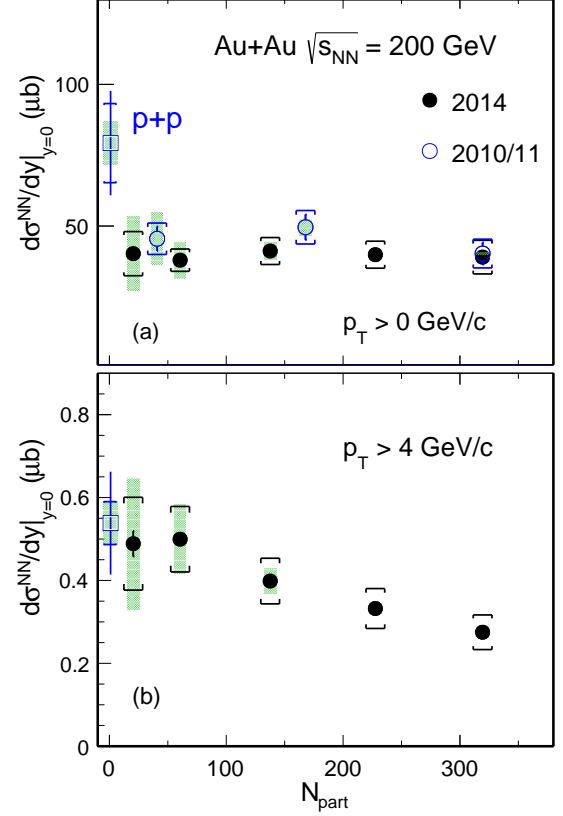 Au+Au √s_NN = 200 GeV
2014
2010/11
p+p
100
50
dσ^NN/dy|_y=0 (μb)
(a)
p_T > 0 GeV/c
0.8
0.6
0.4
0.2
0
dσ^NN/dy|_y=0 (μb)
p_T > 4 GeV/c
(b)
0 100 200 300
N_part